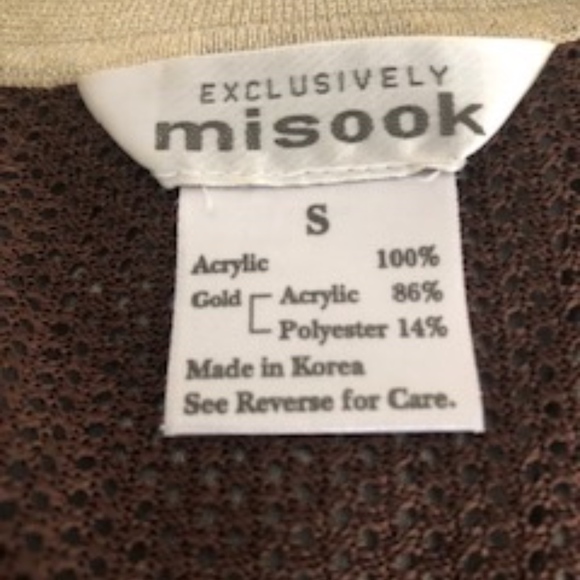 EXCLUSIVELY
misook
S
Acrylic 100%
Gold Acrylic 86%
Polyester 14%
Made in Korea
See Reverse for Care.